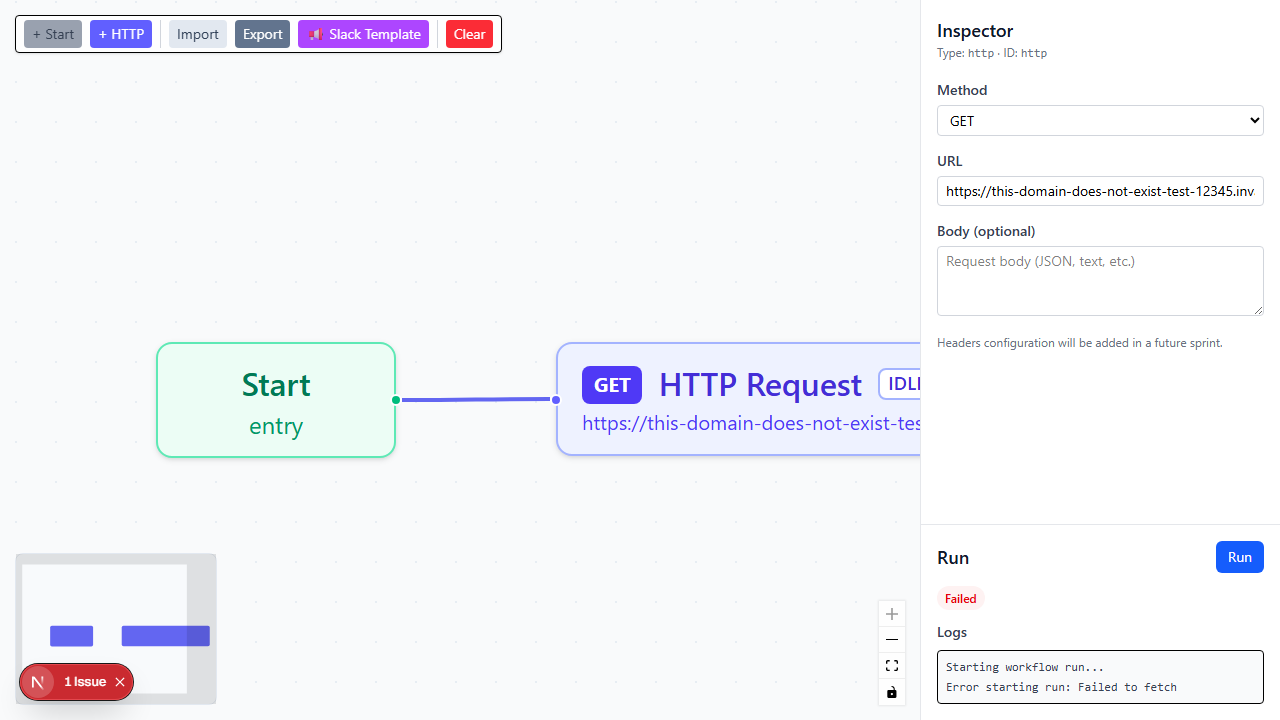 + Start
+ HTTP
Import
Export
📢 Slack Template
Clear
Start
entry
GET
HTTP Request
IDL
https://this-domain-does-not-exist-tes
N
1 Issue
Inspector
Type: http · ID: http
Method
GET
URL
https://this-domain-does-not-exist-test-12345.inv
Body (optional)
Request body (JSON, text, etc.)
Headers configuration will be added in a future sprint.
Run
Run
Failed
Logs
Starting workflow run...
Error starting run: Failed to fetch